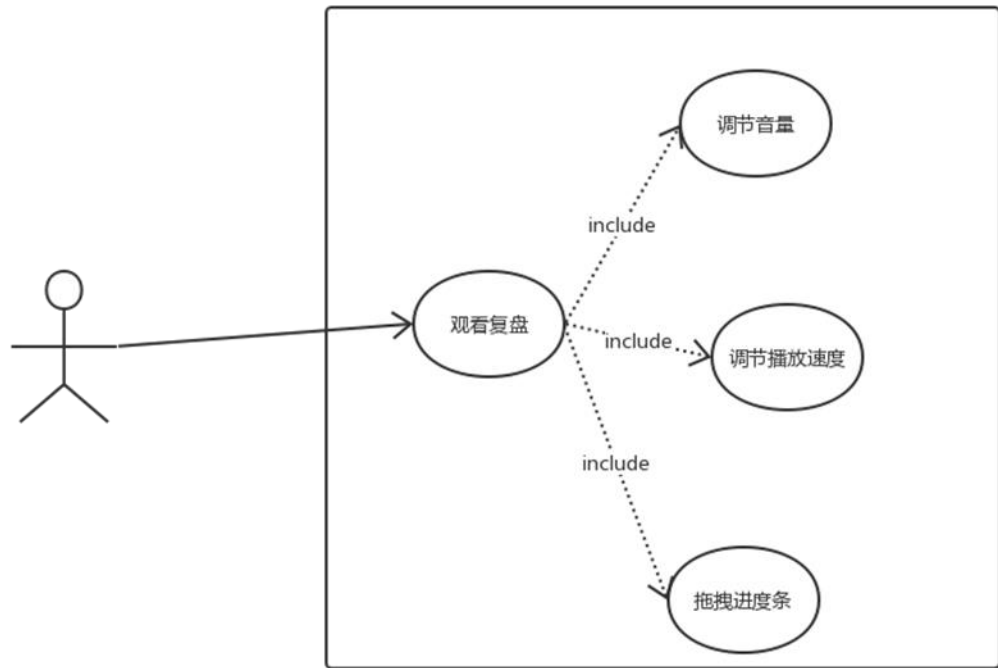 调节音量
include
观看复盘
include
调节播放速度
include
拖拽进度条